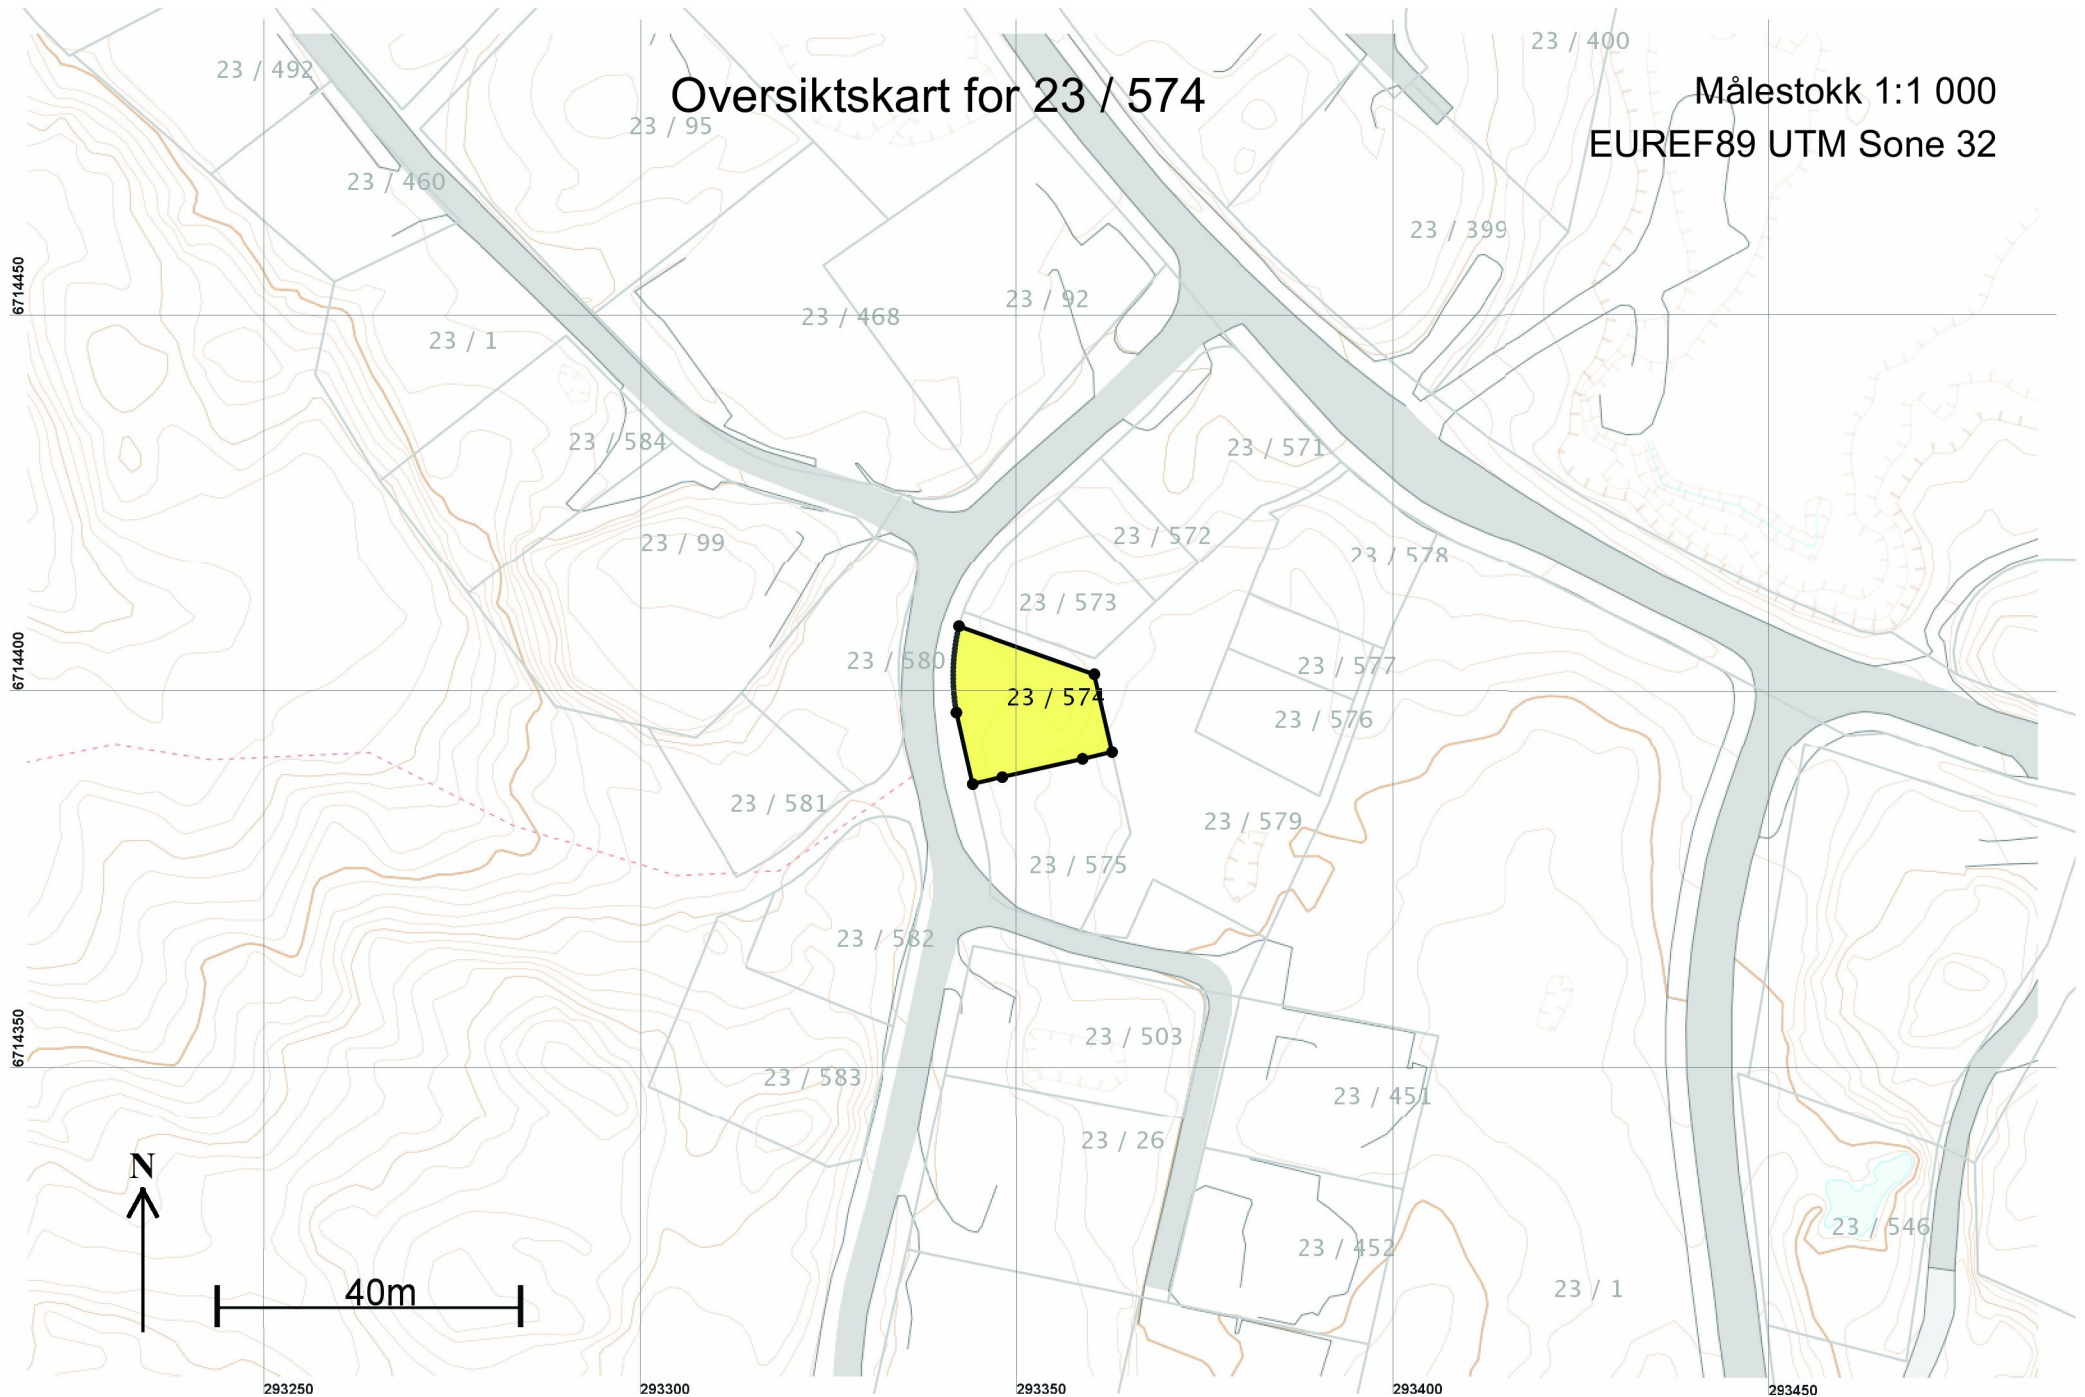 23 / 400
23 / 492
Oversiktskart for 23 / 574
Målestokk 1:1 000
23 / 95
EUREF89 UTM Sone 32
23 / 460
23 / 399
6714450
23 / 92
23 / 468
23 / 1
23 / 584
23 / 571
23 / 572
23 / 99
23 / 578
23 / 573
6714400
23 / 580
23 / 577
23 / 574
23 / 576
23 / 581
23 / 579
23 / 575
23 / 582
6714350
23 / 503
23 / 583
23 / 451
23 / 26
N
23 / 546
23 / 452
40m
23 / 1
293250
293300
293350
293400
293450